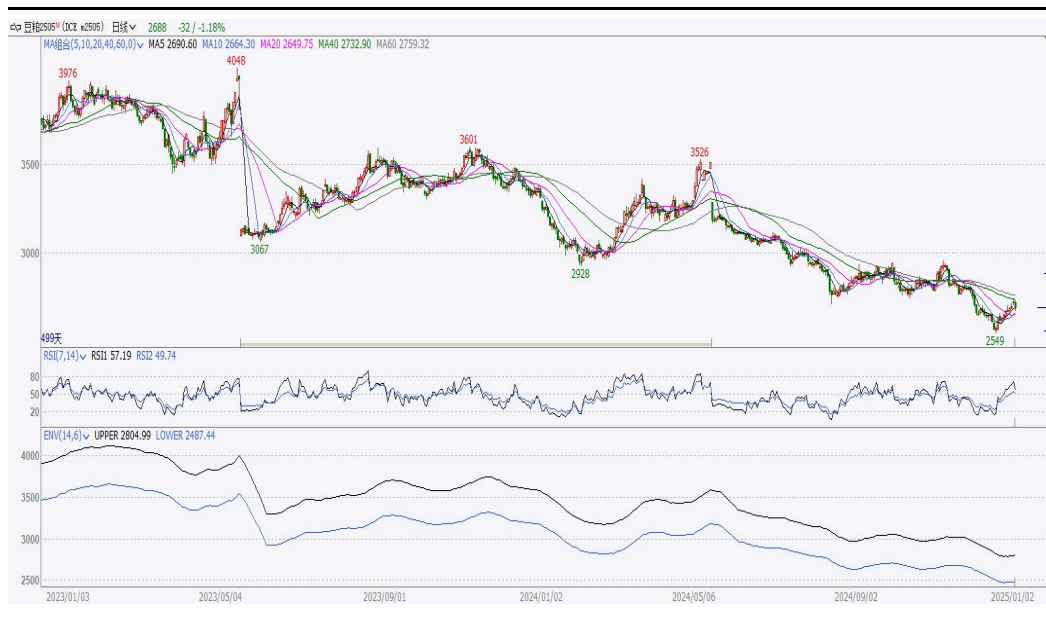 豆粕2505ᴹ (DCE m2505) 日线 2688 -32 / -1.18%
MA组合(5,10,20,40,60,0) MA5 2690.60 MA10 2664.30 MA20 2649.75 MA40 2732.90 MA60 2759.32
4048
3976
3601
3526
3500
3000
3067
2928
2549
499天
RSI(7,14) RSI1 57.19 RSI2 49.74
80
50
20
ENV(14,6) UPPER 2804.99 LOWER 2487.44
4000
3500
3000
2500
2023/01/03 2023/05/04 2023/09/01 2024/01/02 2024/05/06 2024/09/02 2025/01/02